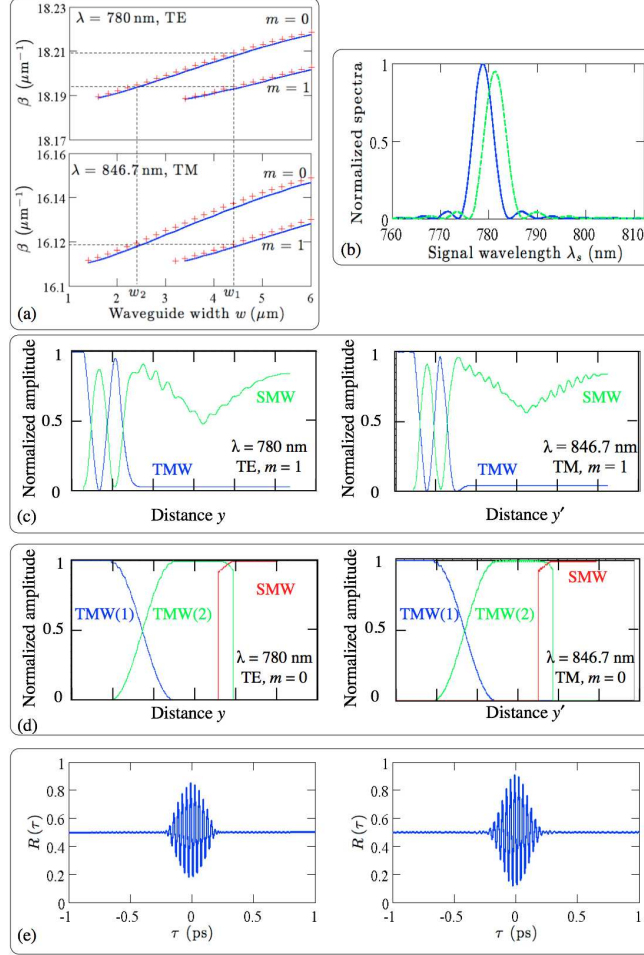 λ = 780 nm, TE
m = 0
m = 1
β (μm⁻¹)
18.23
18.21
18.19
18.17
λ = 846.7 nm, TM
m = 0
m = 1
β (μm⁻¹)
16.16
16.14
16.12
16.1
1 2 3 4 5 6
w₂ w₁
Waveguide width w (μm)
(a)
Normalized spectra
1
0.5
0
760 770 780 790 800 810
Signal wavelength λₛ (nm)
(b)
Normalized amplitude
1
0.5
0
SMW
TMW
λ = 780 nm
TE, m = 1
Distance y
Normalized amplitude
1
0.5
0
SMW
TMW
λ = 846.7 nm
TM, m = 1
Distance y′
(c)
Normalized amplitude
1
0.5
0
TMW(1) TMW(2)
SMW
λ = 780 nm
TE, m = 0
Distance y
Normalized amplitude
1
0.5
0
TMW(1) TMW(2)
SMW
λ = 846.7 nm
TM, m = 0
Distance y′
(d)
R(τ)
1
0.8
0.6
0.4
0.2
0
-1 -0.5 0 0.5 1
τ (ps)
R(τ)
1
0.8
0.6
0.4
0.2
0
-1 -0.5 0 0.5 1
τ (ps)
(e)